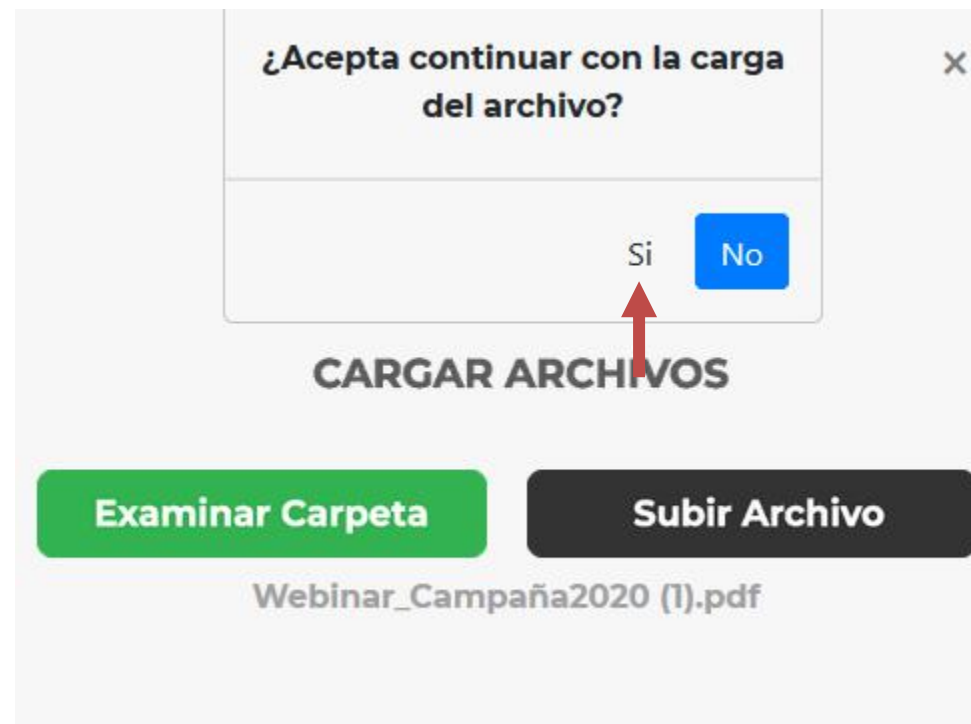 ¿Acepta continuar con la carga
del archivo?
×
Si
No
CARGAR ARCHIVOS
Examinar Carpeta
Subir Archivo
Webinar_Campaña2020 (1).pdf